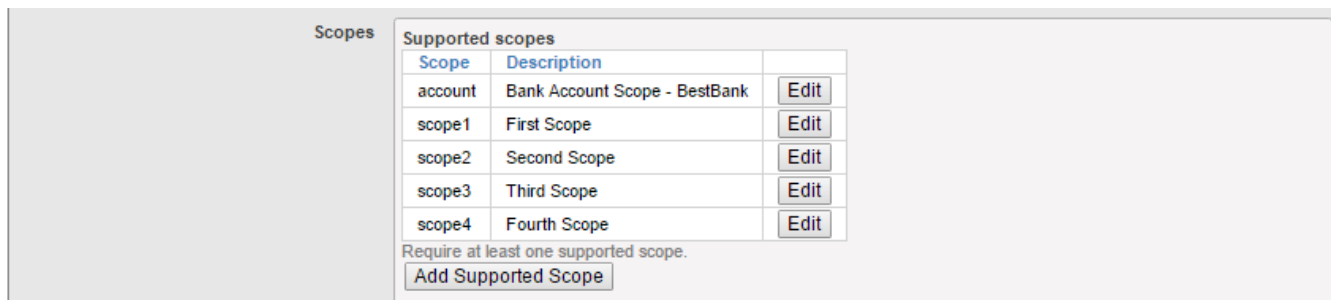 Scopes
Supported scopes
Scope Description
account Bank Account Scope - BestBank Edit
scope1 First Scope Edit
scope2 Second Scope Edit
scope3 Third Scope Edit
scope4 Fourth Scope Edit
Require at least one supported scope.
Add Supported Scope